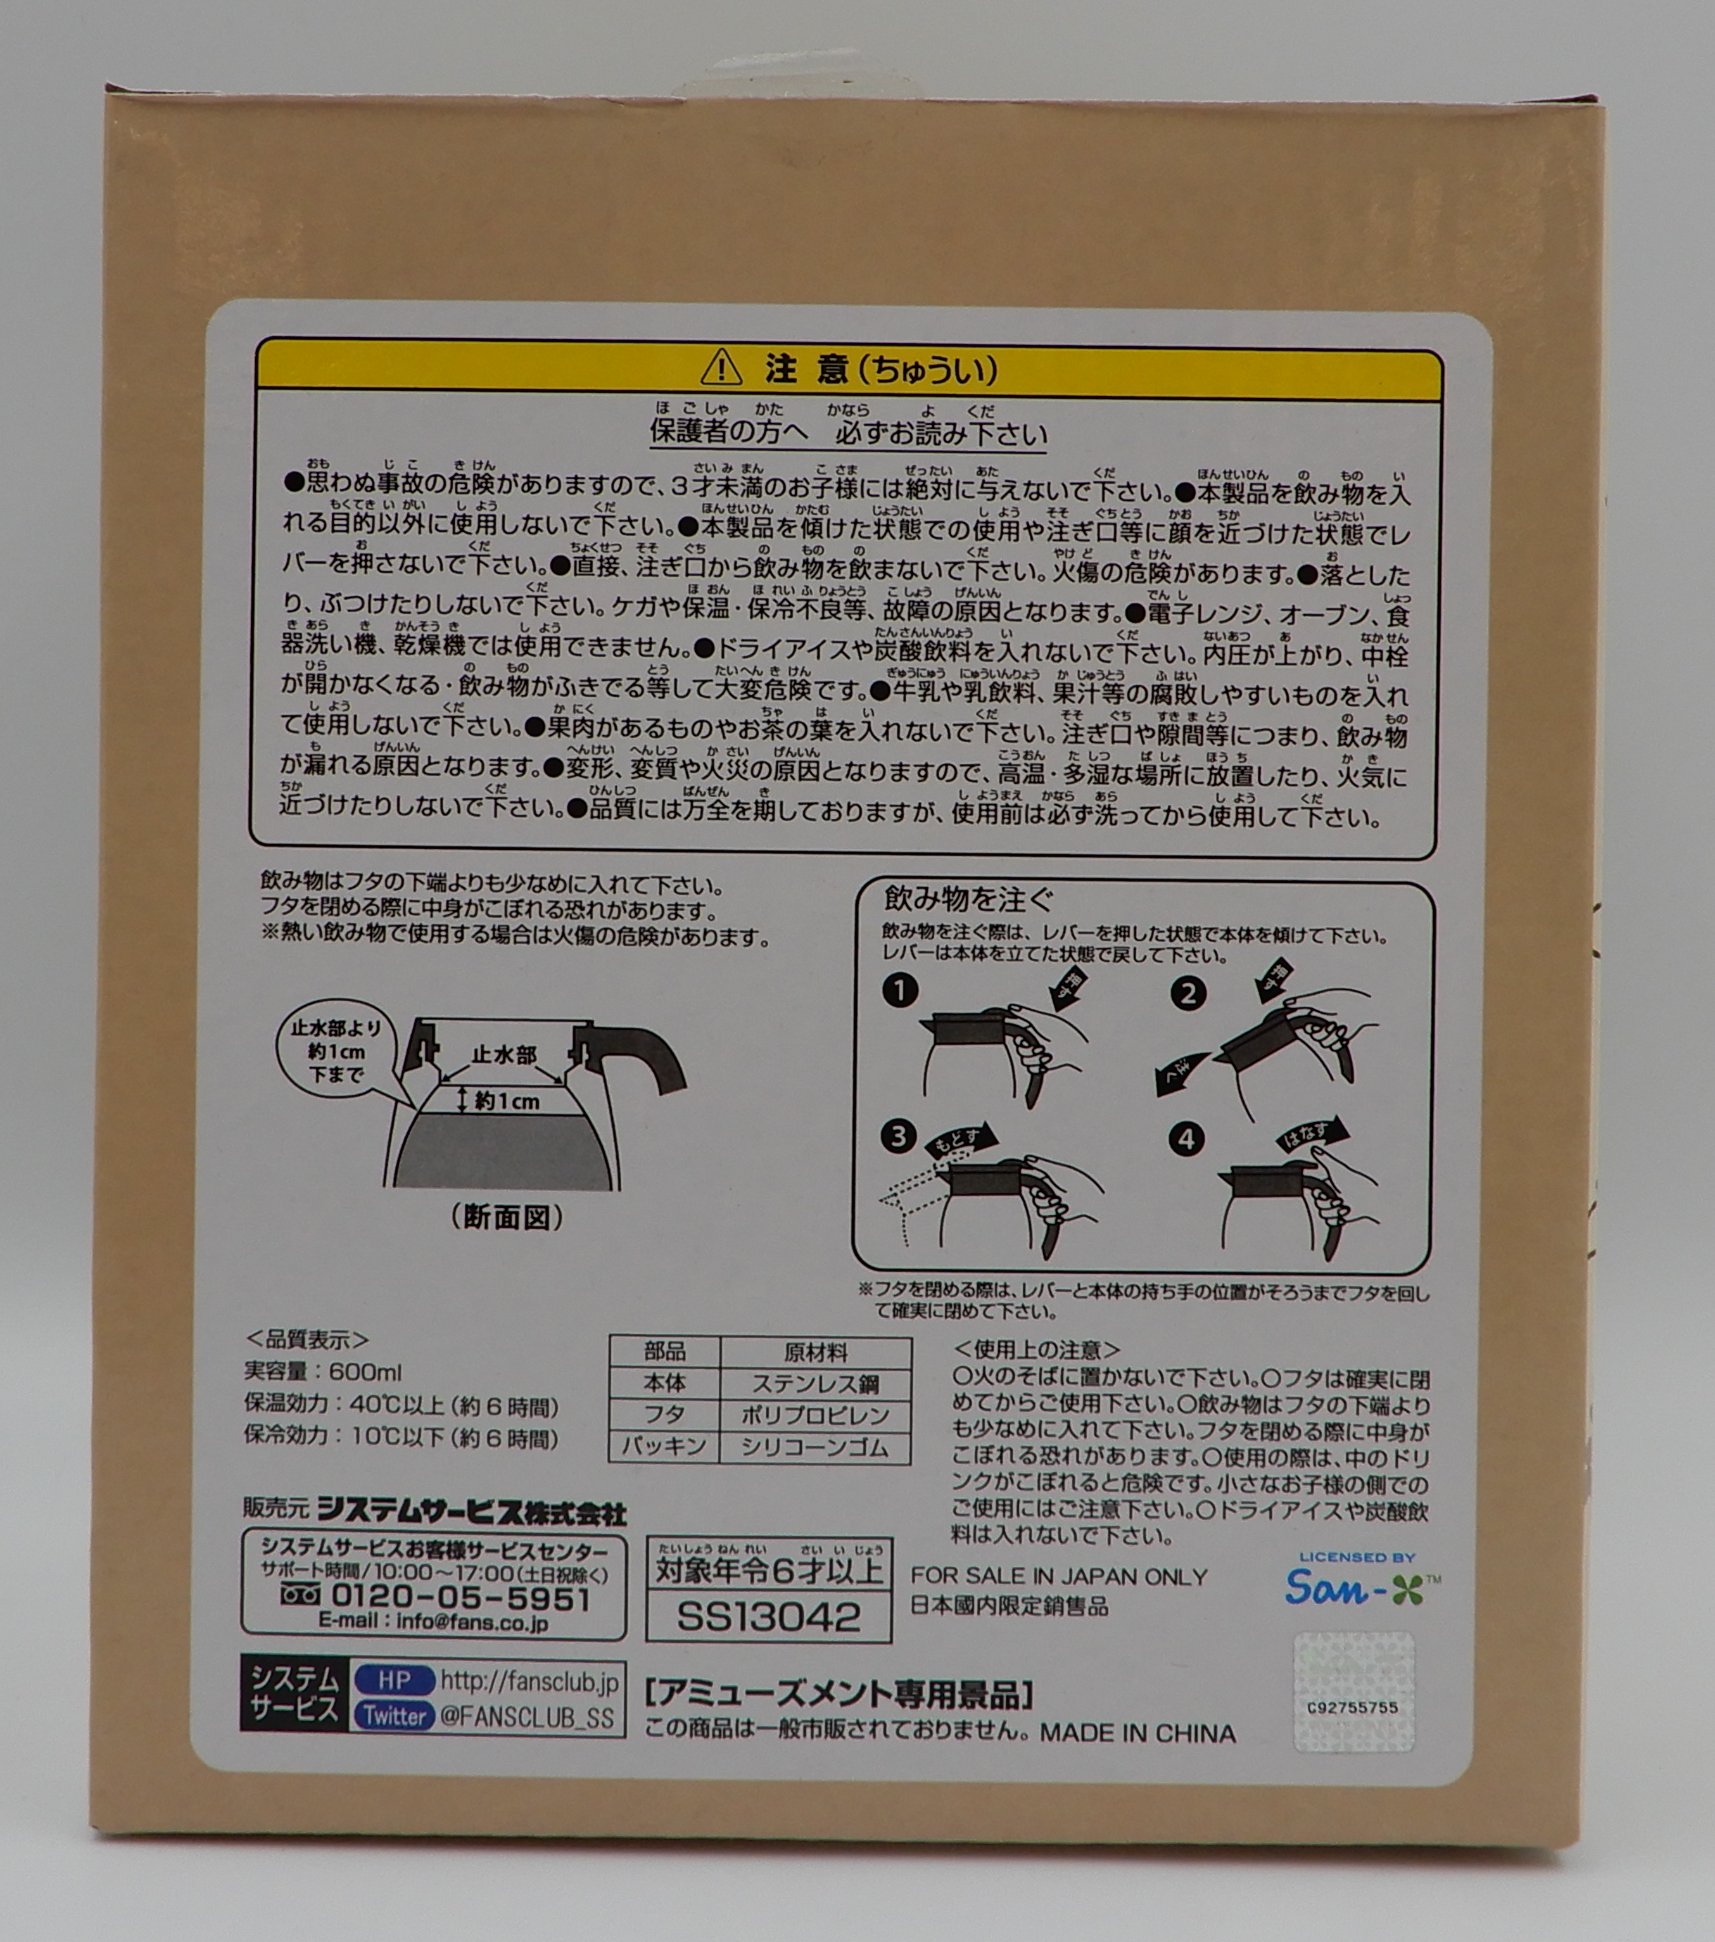 注意(ちゅうい)
保護者の方へ 必ずお読み下さい
●思わぬ事故の危険がありますので、3才未満のお子様には絶対に与えないで下さい。●本製品を飲み物を入
れる目的以外に使用しないで下さい。●本製品を傾けた状態での使用や注ぎ口等に顔を近づけた状態でレ
バーを押さないで下さい。●直接、注ぎ口から飲み物を飲まないで下さい。火傷の危険があります。●落とした
り、ぶつけたりしないで下さい。ケガや保温・保冷不良等、故障の原因となります。●電子レンジ、オーブン、食
器洗い機、乾燥機では使用できません。●ドライアイスや炭酸飲料を入れないで下さい。内圧が上がり、中栓
が開かなくなる・飲み物がふきでる等して大変危険です。●牛乳や乳飲料、果汁等の腐敗しやすいものを入れ
て使用しないで下さい。●果肉があるものやお茶の葉を入れないで下さい。注ぎ口や隙間等につまり、飲み物
が漏れる原因となります。●変形、変質や火災の原因となりますので、高温・多湿な場所に放置したり、火気に
近づけたりしないで下さい。●品質には万全を期しておりますが、使用前は必ず洗ってから使用して下さい。
飲み物はフタの下端よりも少なめに入れて下さい。
フタを閉める際に中身がこぼれる恐れがあります。
※熱い飲み物で使用する場合は火傷の危険があります。
止水部より
約1cm
下まで
止水部
約1cm
(断面図)
飲み物を注ぐ
飲み物を注ぐ際は、レバーを押した状態で本体を傾けて下さい。
レバーは本体を立てた状態で戻して下さい。
1 押す
2 押す
注ぐ
3 もどす
4 はなす
※フタを閉める際は、レバーと本体の持ち手の位置がそろうまでフタを回し
て確実に閉めて下さい。
<品質表示>
実容量:600ml
保温効力:40℃以上(約6時間)
保冷効力:10℃以下(約6時間)
部品 原材料
本体 ステンレス鋼
フタ ポリプロピレン
パッキン シリコーンゴム
<使用上の注意>
○火のそばに置かないで下さい。○フタは確実に閉
めてからご使用下さい。○飲み物はフタの下端より
も少なめに入れて下さい。フタを閉める際に中身が
こぼれる恐れがあります。○使用の際は、中のドリ
ンクがこぼれると危険です。小さなお子様の側での
ご使用にはご注意下さい。○ドライアイスや炭酸飲
料は入れないで下さい。
販売元 システムサービス株式会社
システムサービスお客様サービスセンター
サポート時間/10:00～17:00(土日祝除く)
0120-05-5951
E-mail:info@fans.co.jp
対象年令6才以上
SS13042
FOR SALE IN JAPAN ONLY
日本國内限定銷售品
LICENSED BY
San-X™
C92755755
システム
サービス
HP http://fansclub.jp
Twitter @FANSCLUB_SS
[アミューズメント専用景品]
この商品は一般市販されておりません。 MADE IN CHINA